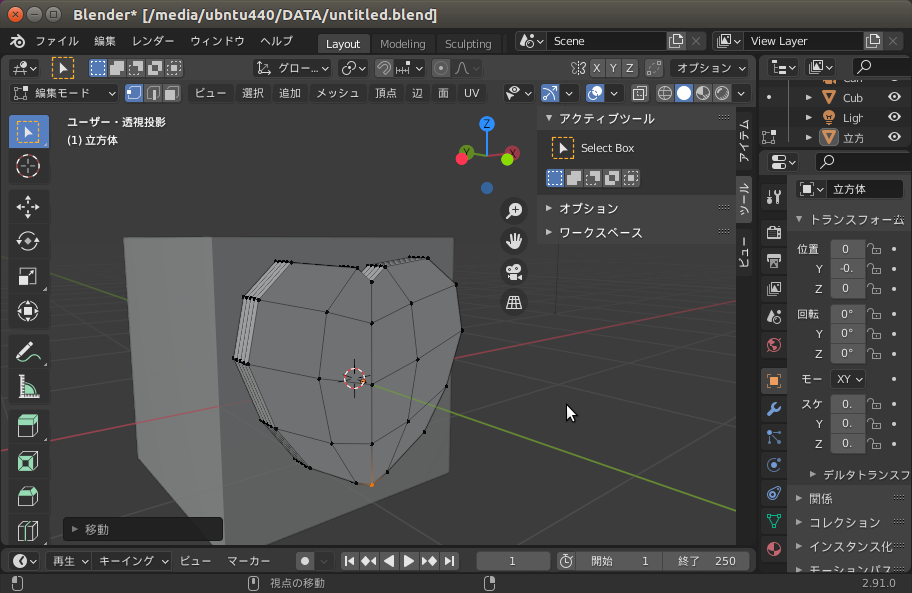 Blender* [/media/ubntu440/DATA/untitled.blend]
ファイル 編集 レンダー ウィンドウ ヘルプ Layout Modeling Sculpting Scene View Layer
グロー... X Y Z オプション
編集モード ビュー 選択 追加 メッシュ 頂点 辺 面 UV
ユーザー・透視投影
(1) 立方体
Z
Y
X
アクティブツール
Select Box
オプション
ワークスペース
アイテム
ツール
ビュー
Cub
Ligh
立方
立方体
トランスフォーム
位置 0
Y -0.
Z 0
回転 0°
Y 0°
Z 0°
モー XY
スケ 0.
Y 0.
Z 0.
デルタトランスフ
関係
コレクション
インスタンス化
モーションパス
移動
再生 キーイング ビュー マーカー 1 開始 1 終了 250
視点の移動 2.91.0